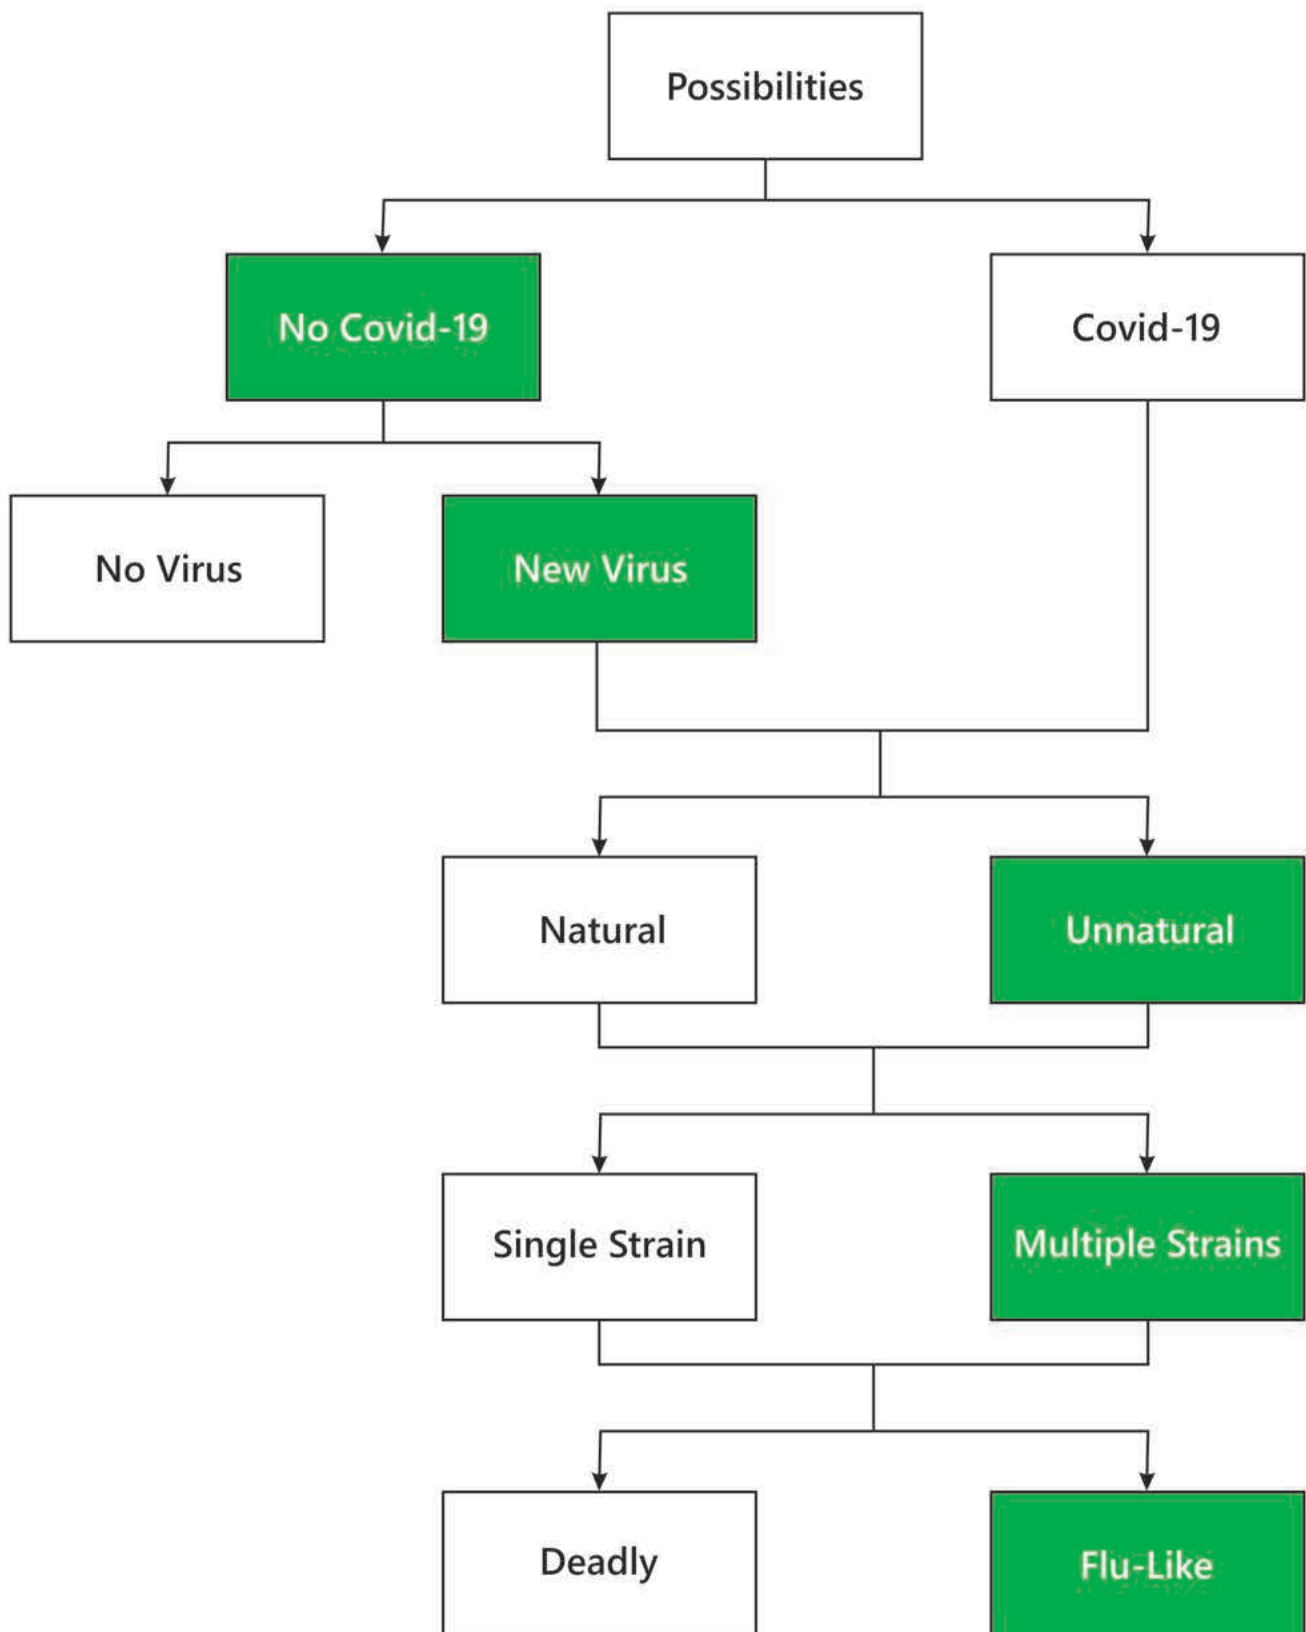 Possibilities
No Covid-19
Covid-19
No Virus
New Virus
Natural
Unnatural
Single Strain
Multiple Strains
Deadly
Flu-Like